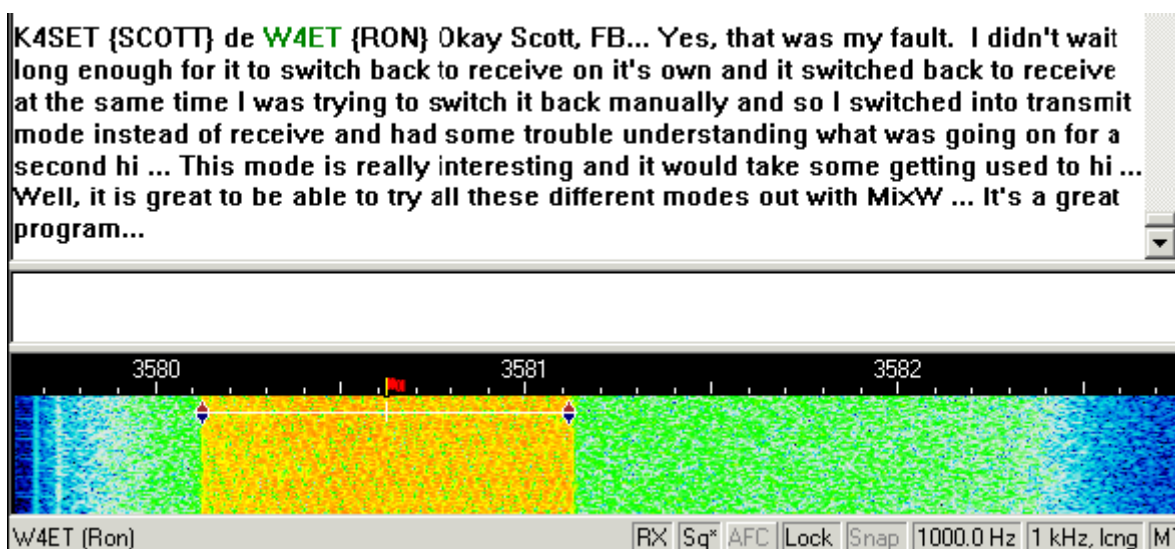 K4SET {SCOTT} de W4ET {RON} Okay Scott, FB... Yes, that was my fault.  I didn't wait
long enough for it to switch back to receive on it's own and it switched back to receive
at the same time I was trying to switch it back manually and so I switched into transmit
mode instead of receive and had some trouble understanding what was going on for a
second hi ... This mode is really interesting and it would take some getting used to hi ...
Well, it is great to be able to try all these different modes out with MixW ... It's a great
program...
3580 3581 3582
W4ET (Ron) RX Sq* AFC Lock Snap 1000.0 Hz 1 kHz, lcng